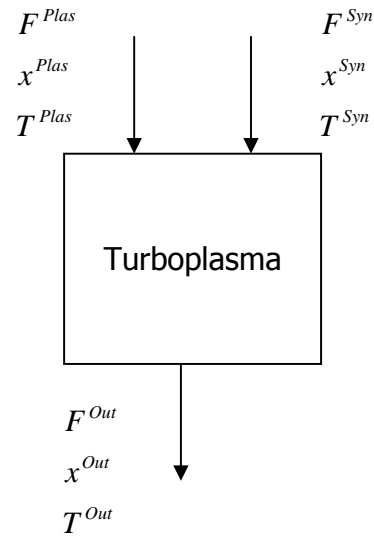 F^Plas F^Syn
x^Plas x^Syn
T^Plas T^Syn
Turboplasma
F^Out
x^Out
T^Out